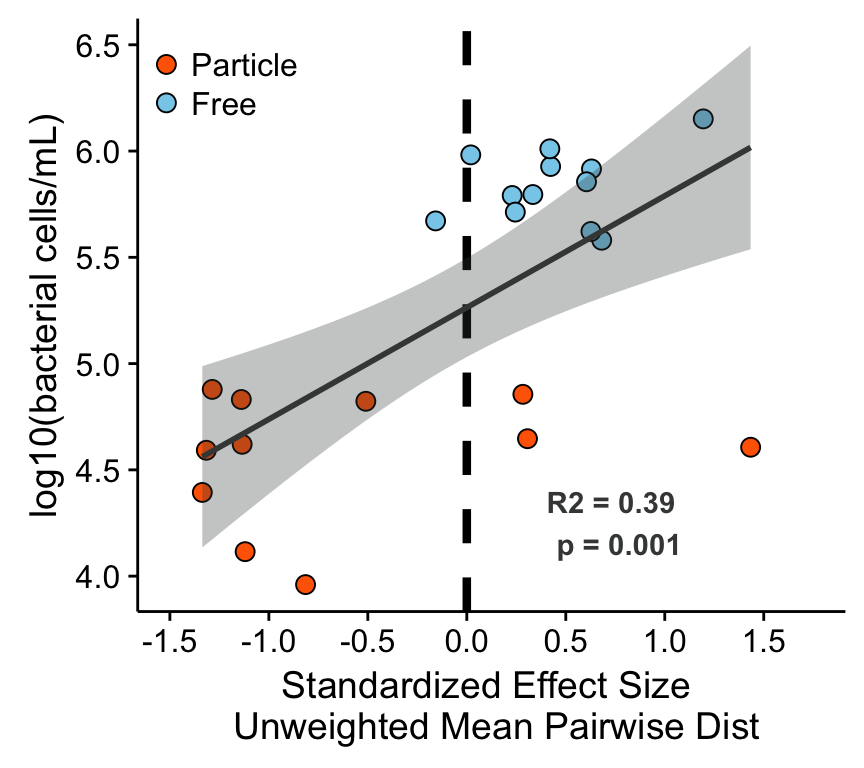 6.5
6.0
5.5
5.0
4.5
4.0
log10(bacterial cells/mL)
Particle
Free
R2 = 0.39
p = 0.001
-1.5 -1.0 -0.5 0.0 0.5 1.0 1.5
Standardized Effect Size
Unweighted Mean Pairwise Dist